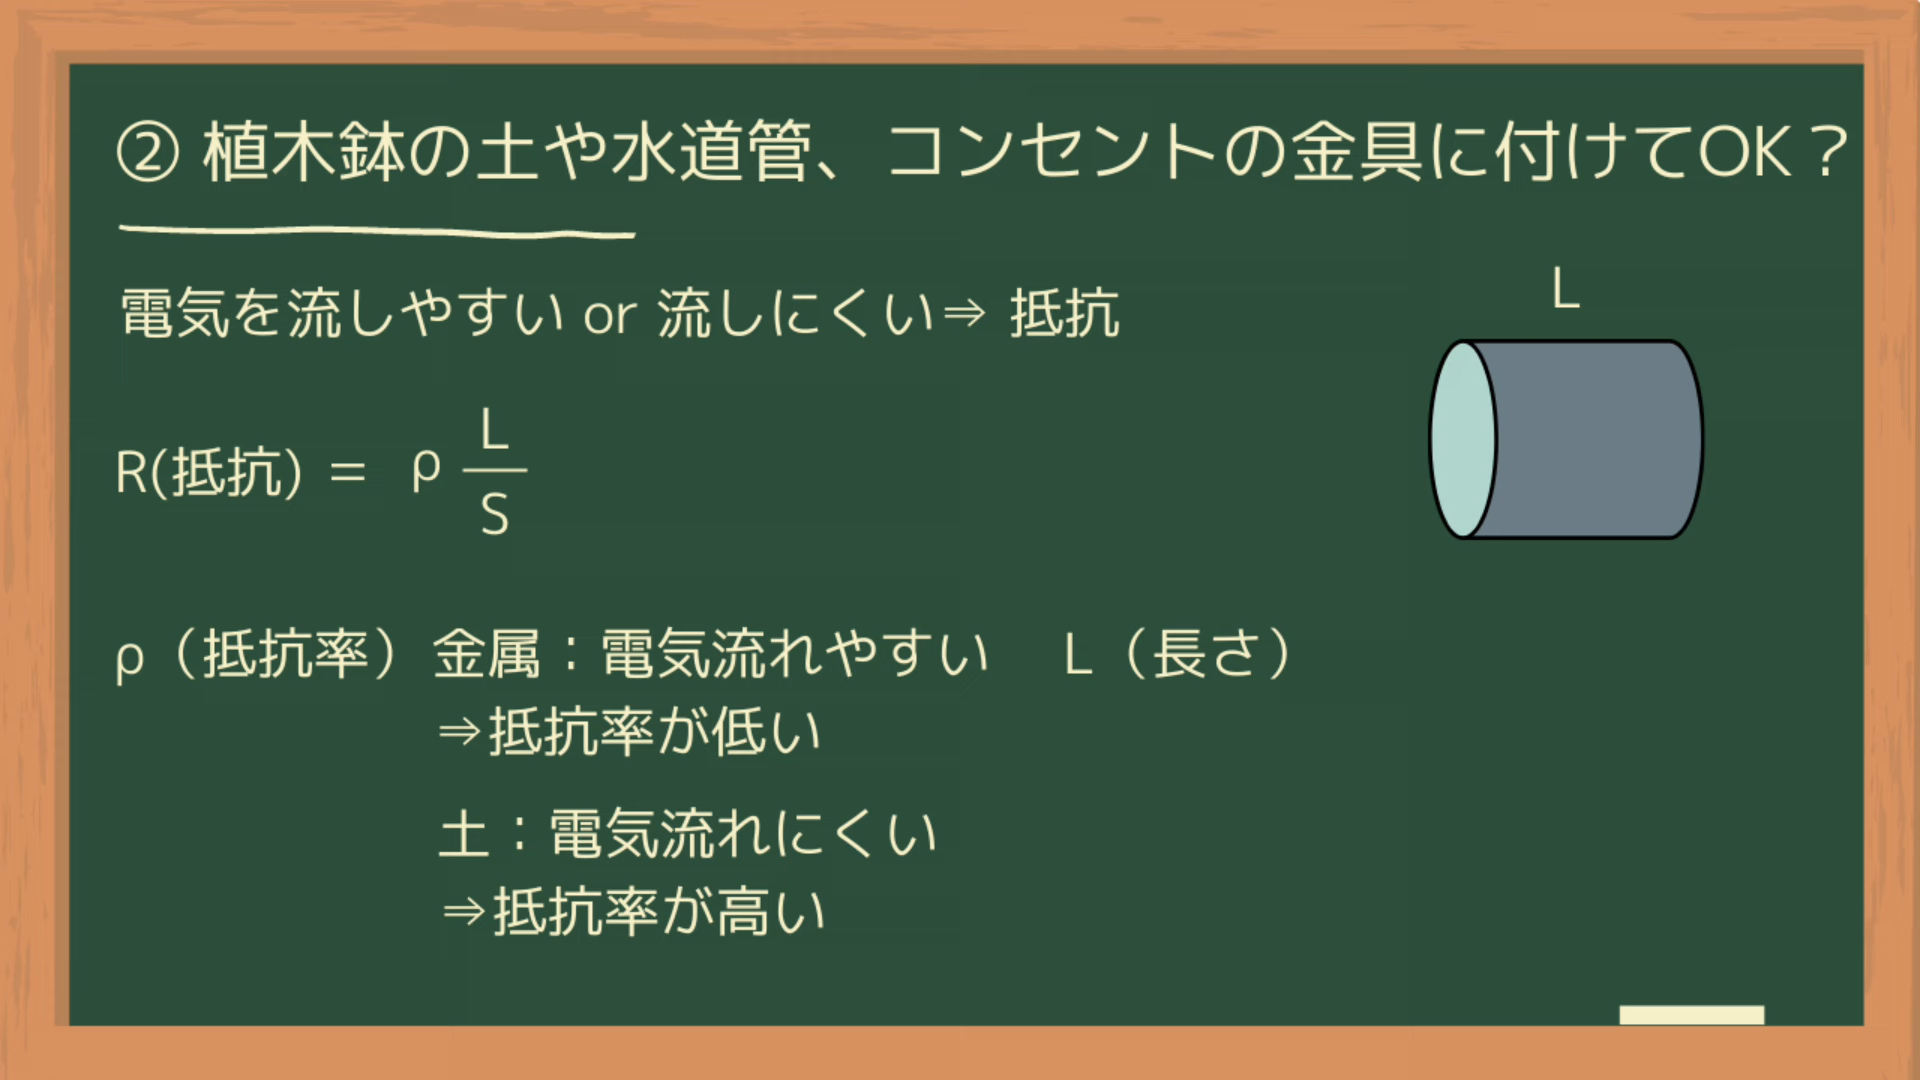 ② 植木鉢の土や水道管、コンセントの金具に付けてOK？
電気を流しやすい or 流しにくい⇒ 抵抗
L
R(抵抗) ＝ ρ L
S
ρ（抵抗率）金属：電気流れやすい　L（長さ）
⇒抵抗率が低い
土：電気流れにくい
⇒抵抗率が高い